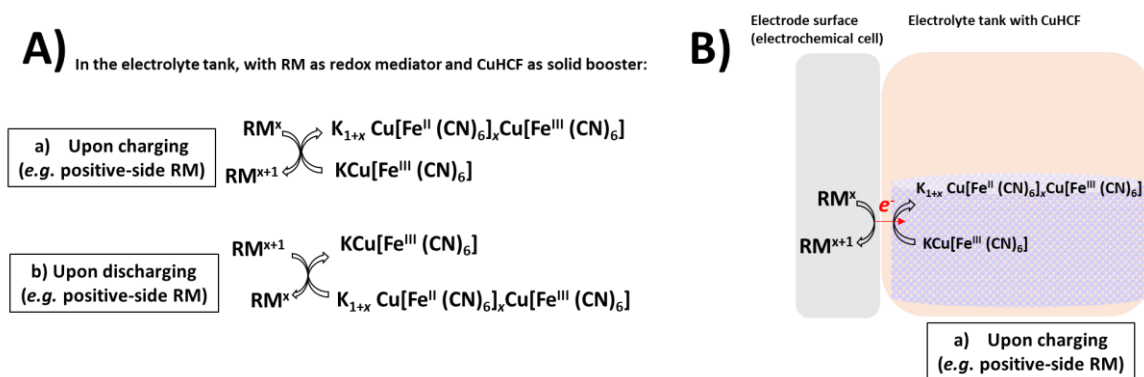 A)
In the electrolyte tank, with RM as redox mediator and CuHCF as solid booster:
a) Upon charging
(e.g. positive-side RM)
RMˣ
K₁₊ₓ Cu[Feᴵᴵ (CN)₆]ₓCu[Feᴵᴵᴵ (CN)₆]
RMˣ⁺¹
KCu[Feᴵᴵᴵ (CN)₆]
b) Upon discharging
(e.g. positive-side RM)
RMˣ⁺¹
KCu[Feᴵᴵᴵ (CN)₆]
RMˣ
K₁₊ₓ Cu[Feᴵᴵ (CN)₆]ₓCu[Feᴵᴵᴵ (CN)₆]
B)
Electrode surface
(electrochemical cell)
Electrolyte tank with CuHCF
RMˣ
e⁻
K₁₊ₓ Cu[Feᴵᴵ (CN)₆]ₓCu[Feᴵᴵᴵ (CN)₆]
RMˣ⁺¹
KCu[Feᴵᴵᴵ (CN)₆]
a) Upon charging
(e.g. positive-side RM)